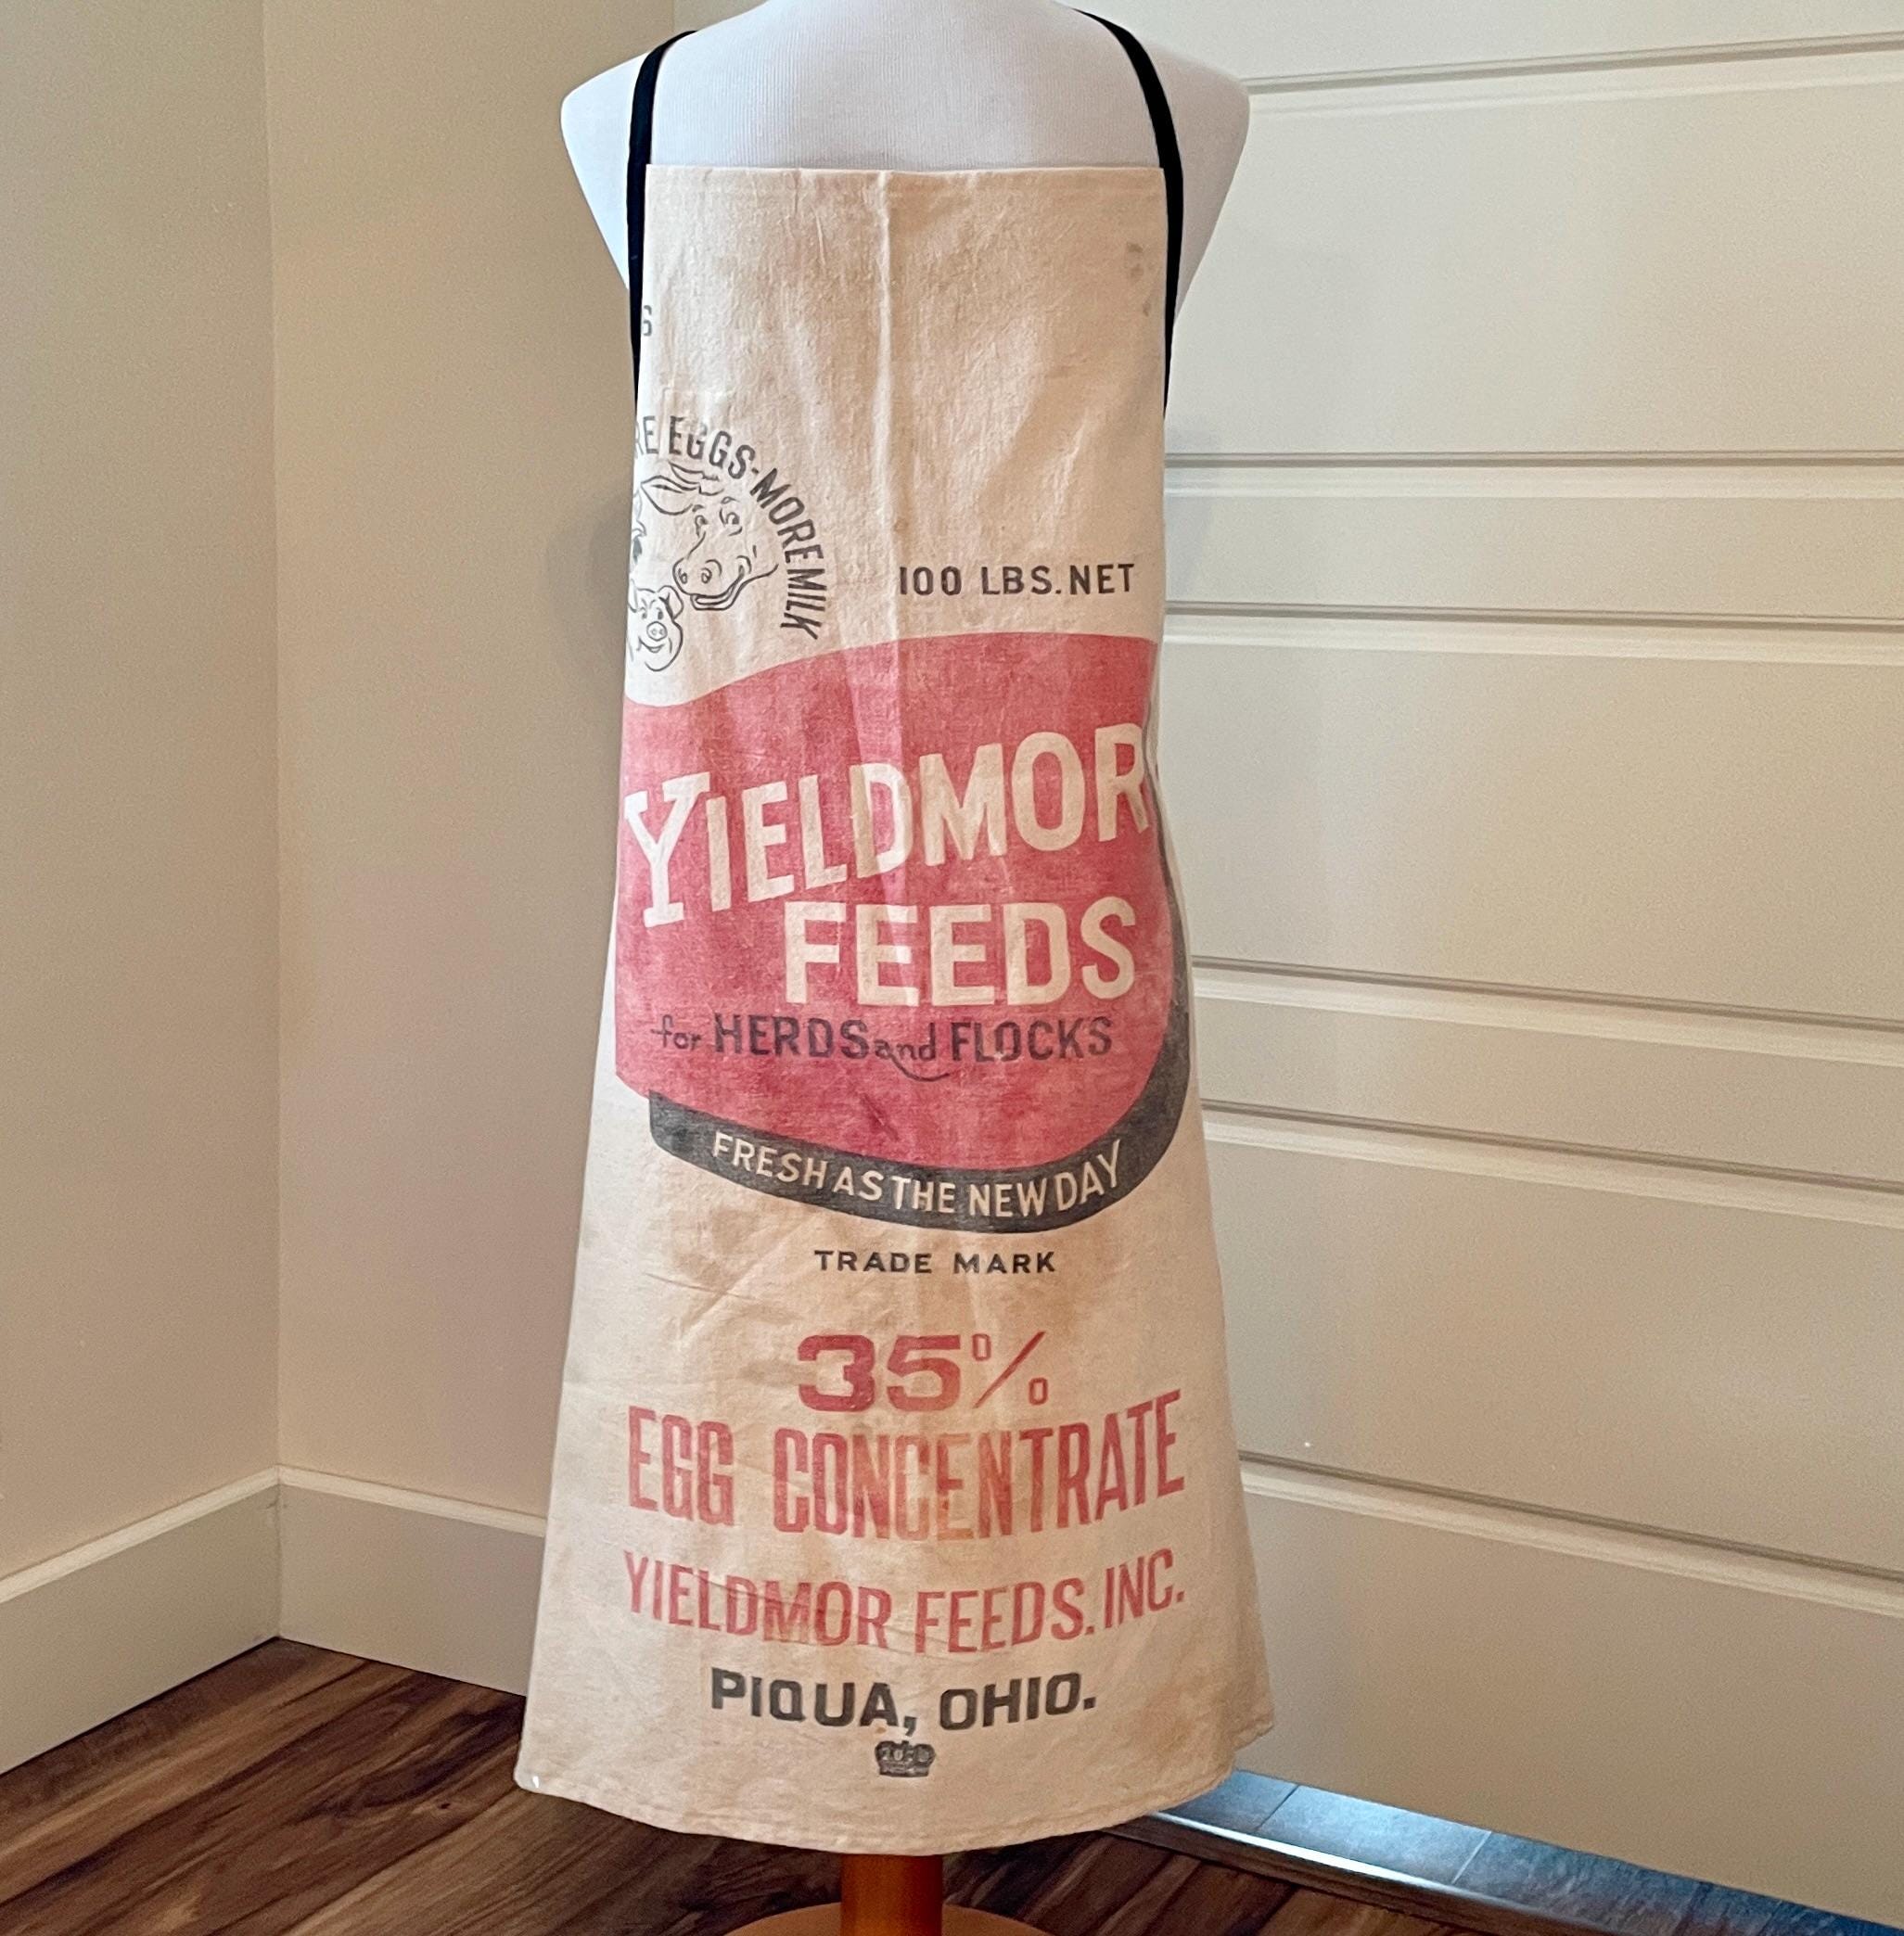 S
RE EGGS-MORE MILK
100 LBS. NET
YIELDMOR
FEEDS
for HERDS and FLOCKS
FRESH AS THE NEW DAY
TRADE MARK
35%
EGG CONCENTRATE
YIELDMOR FEEDS. INC.
PIQUA, OHIO.